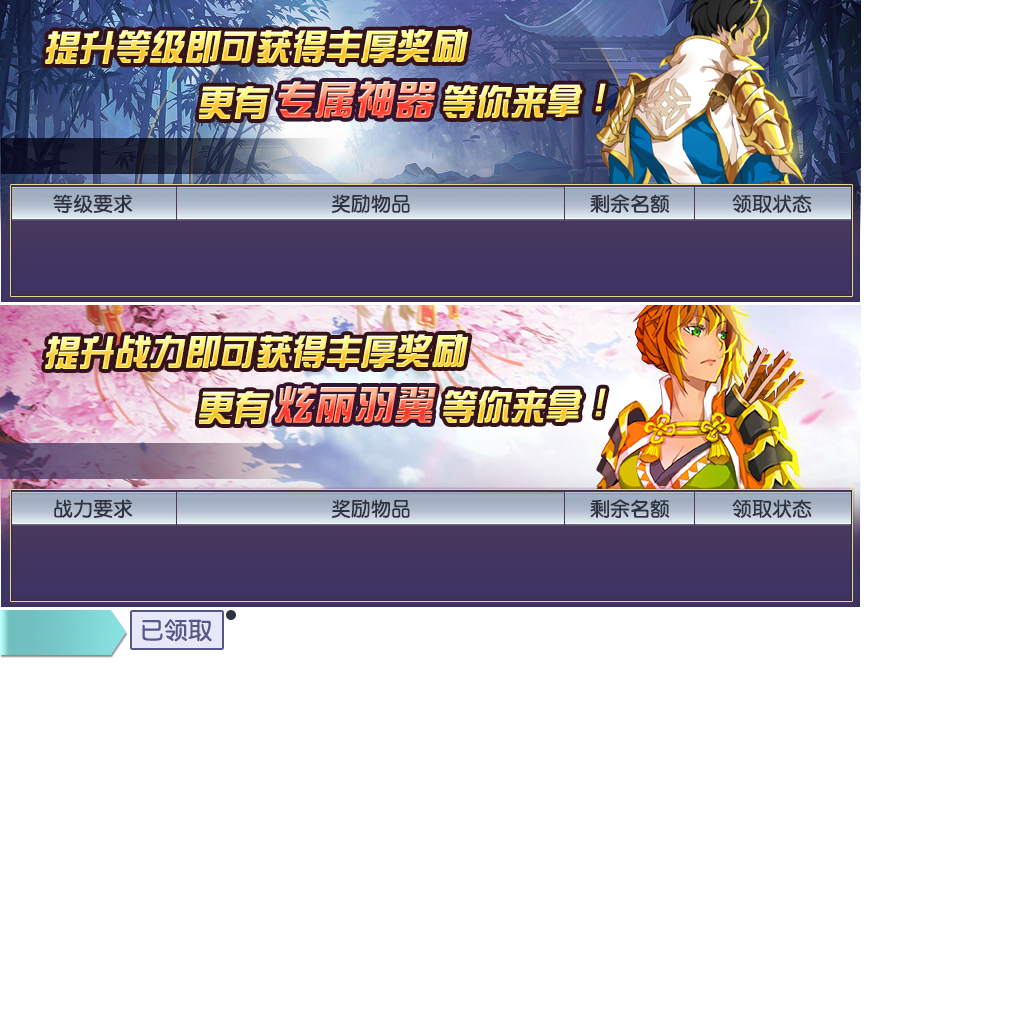 提升等级即可获得丰厚奖励
更有专属神器等你来拿！
等级要求 奖励物品 剩余名额 领取状态
提升战力即可获得丰厚奖励
更有炫丽羽翼等你来拿！
战力要求 奖励物品 剩余名额 领取状态
已领取